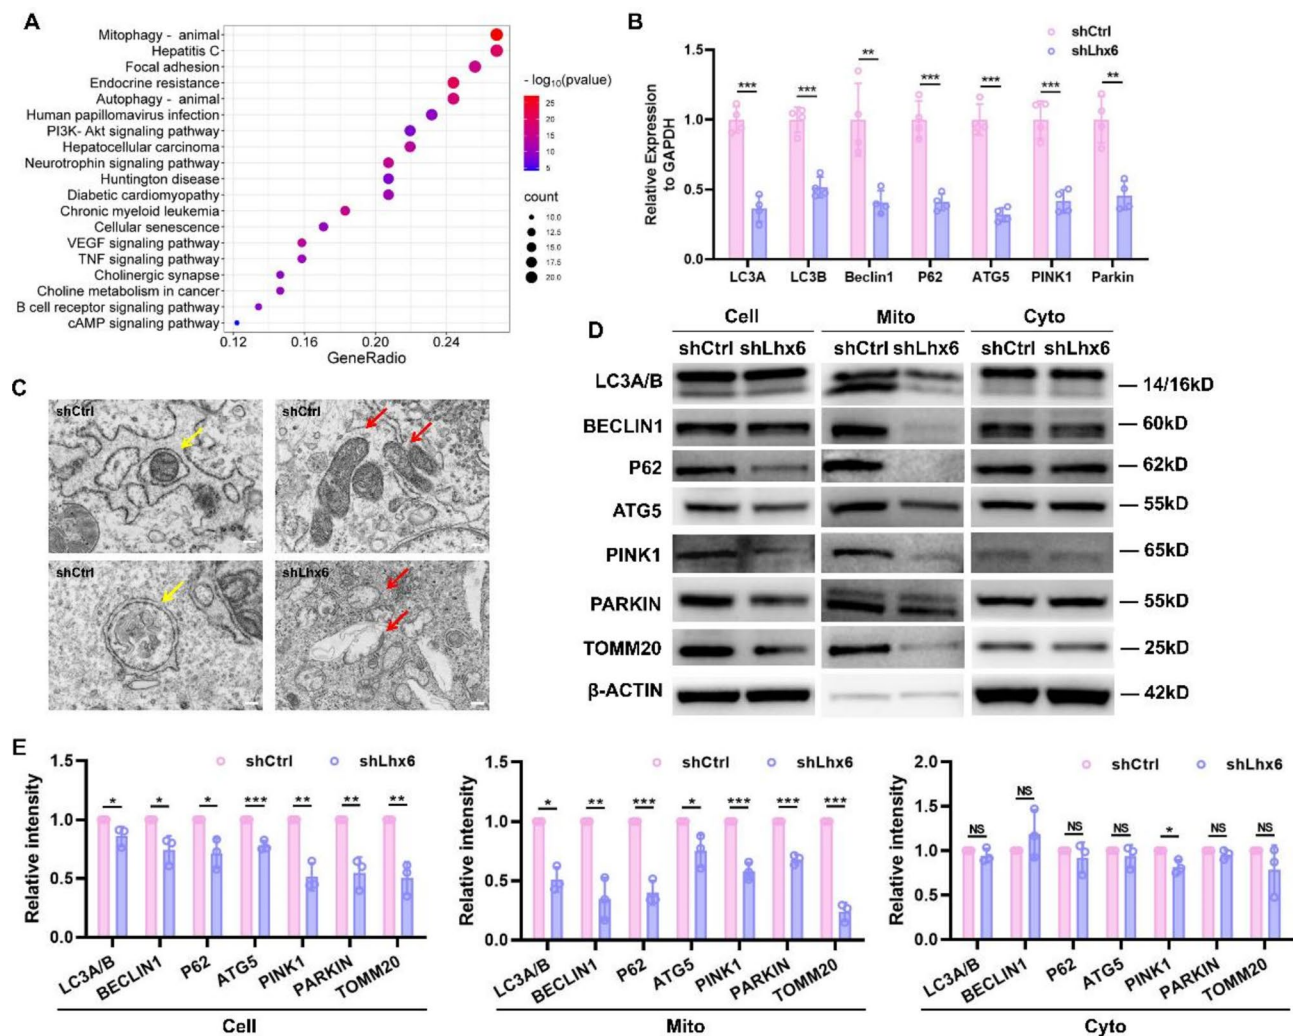 A
Mitophagy - animal
Hepatitis C
Focal adhesion
Endocrine resistance
Autophagy - animal
Human papillomavirus infection
PI3K- Akt signaling pathway
Hepatocellular carcinoma
Neurotrophin signaling pathway
Huntington disease
Diabetic cardiomyopathy
Chronic myeloid leukemia
Cellular senescence
VEGF signaling pathway
TNF signaling pathway
Cholinergic synapse
Choline metabolism in cancer
B cell receptor signaling pathway
cAMP signaling pathway
0.12 0.16 0.20 0.24
GeneRadio
- log10(pvalue)
25
20
15
10
5
count
10.0
12.5
15.0
17.5
20.0
B
shCtrl
shLhx6
Relative Expression
to GAPDH
1.5
1.0
0.5
0.0
*** *** ** *** *** *** **
LC3A LC3B Beclin1 P62 ATG5 PINK1 Parkin
C
shCtrl
shCtrl
shCtrl
shLhx6
D
Cell Mito Cyto
shCtrl shLhx6 shCtrl shLhx6 shCtrl shLhx6
LC3A/B 14/16kD
BECLIN1 60kD
P62 62kD
ATG5 55kD
PINK1 65kD
PARKIN 55kD
TOMM20 25kD
β-ACTIN 42kD
E
shCtrl shLhx6
Relative intensity
1.5
1.0
0.5
0.0
* * * *** ** ** **
LC3A/B BECLIN1 P62 ATG5 PINK1 PARKIN TOMM20
Cell
shCtrl shLhx6
Relative intensity
1.5
1.0
0.5
0.0
* ** *** * *** *** ***
LC3A/B BECLIN1 P62 ATG5 PINK1 PARKIN TOMM20
Mito
shCtrl shLhx6
Relative intensity
2.0
1.5
1.0
0.5
0.0
NS NS NS NS * NS NS
LC3A/B BECLIN1 P62 ATG5 PINK1 PARKIN TOMM20
Cyto